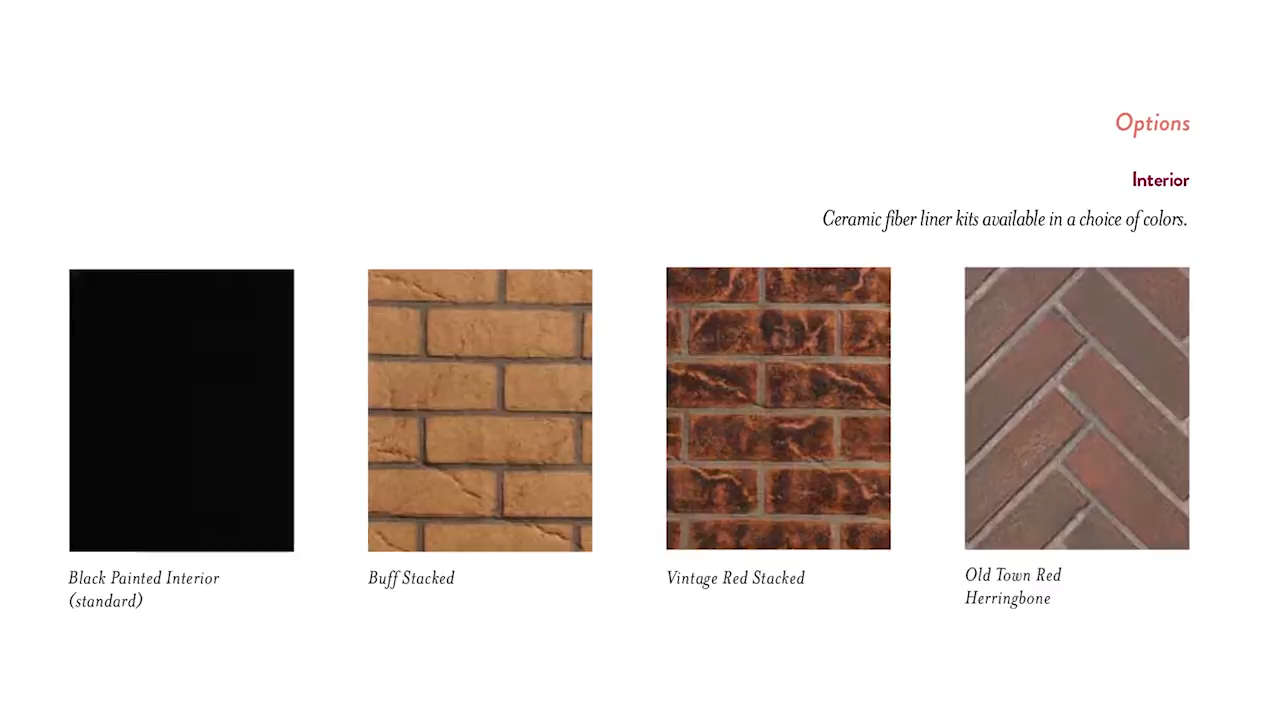 Options
Interior
Ceramic fiber liner kits available in a choice of colors.
Black Painted Interior
(standard)
Buff Stacked
Vintage Red Stacked
Old Town Red
Herringbone